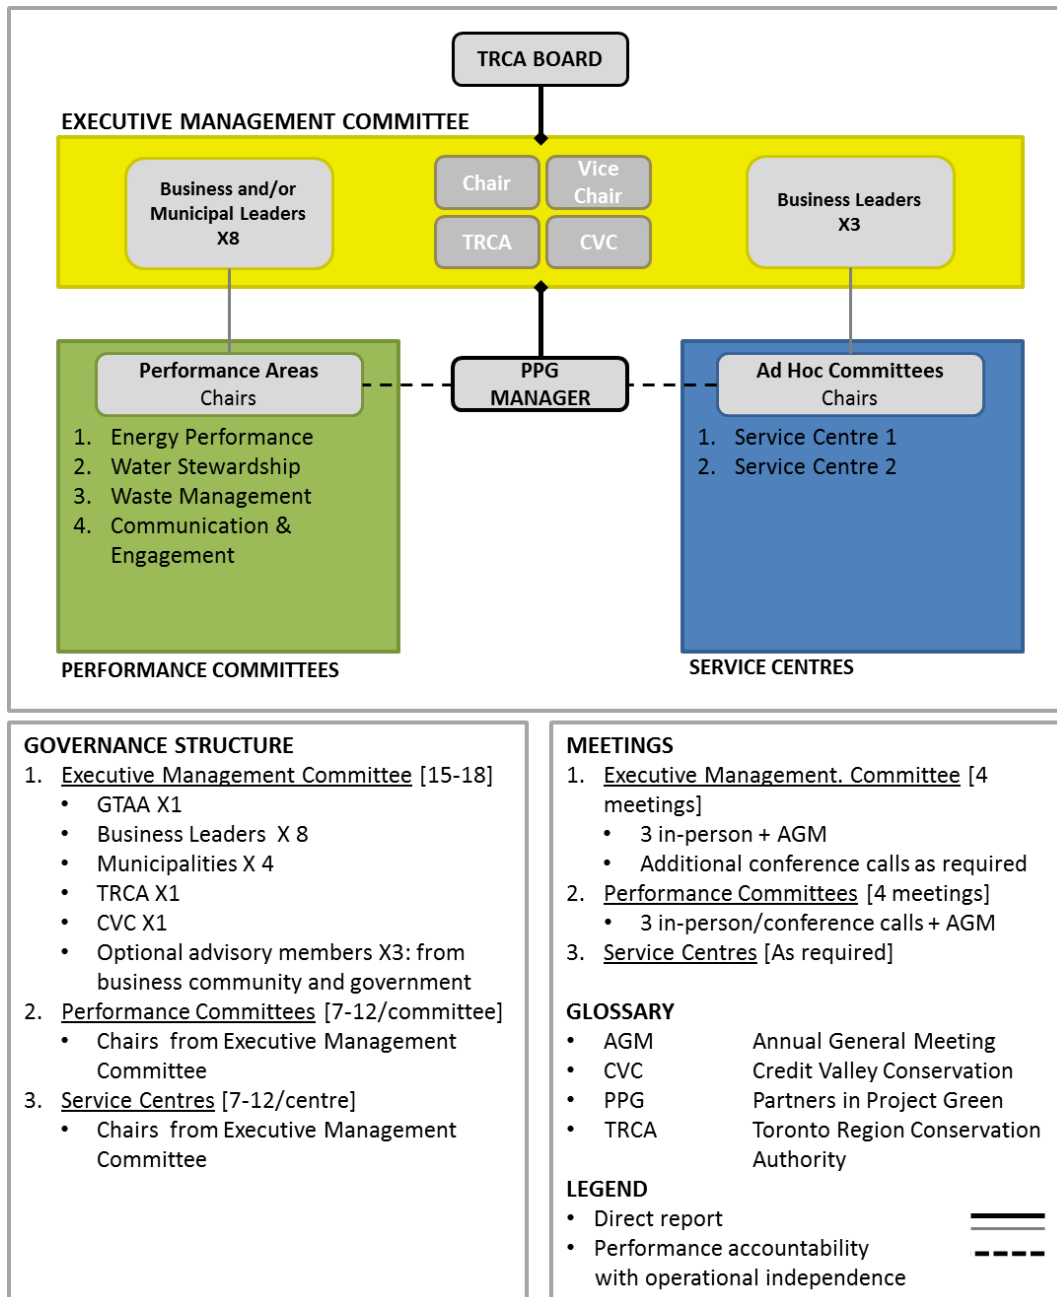 TRCA BOARD
EXECUTIVE MANAGEMENT COMMITTEE
Business and/or
Municipal Leaders
X8
Chair
Vice
Chair
TRCA
CVC
Business Leaders
X3
Performance Areas
Chairs
PPG
MANAGER
Ad Hoc Committees
Chairs
1. Energy Performance
2. Water Stewardship
3. Waste Management
4. Communication &
Engagement
1. Service Centre 1
2. Service Centre 2
PERFORMANCE COMMITTEES
SERVICE CENTRES
GOVERNANCE STRUCTURE
1. Executive Management Committee [15-18]
• GTAA X1
• Business Leaders X 8
• Municipalities X 4
• TRCA X1
• CVC X1
• Optional advisory members X3: from
business community and government
2. Performance Committees [7-12/committee]
• Chairs from Executive Management
Committee
3. Service Centres [7-12/centre]
• Chairs from Executive Management
Committee
MEETINGS
1. Executive Management. Committee [4
meetings]
• 3 in-person + AGM
• Additional conference calls as required
2. Performance Committees [4 meetings]
• 3 in-person/conference calls + AGM
3. Service Centres [As required]
GLOSSARY
• AGM Annual General Meeting
• CVC Credit Valley Conservation
• PPG Partners in Project Green
• TRCA Toronto Region Conservation
Authority
LEGEND
• Direct report
• Performance accountability
with operational independence